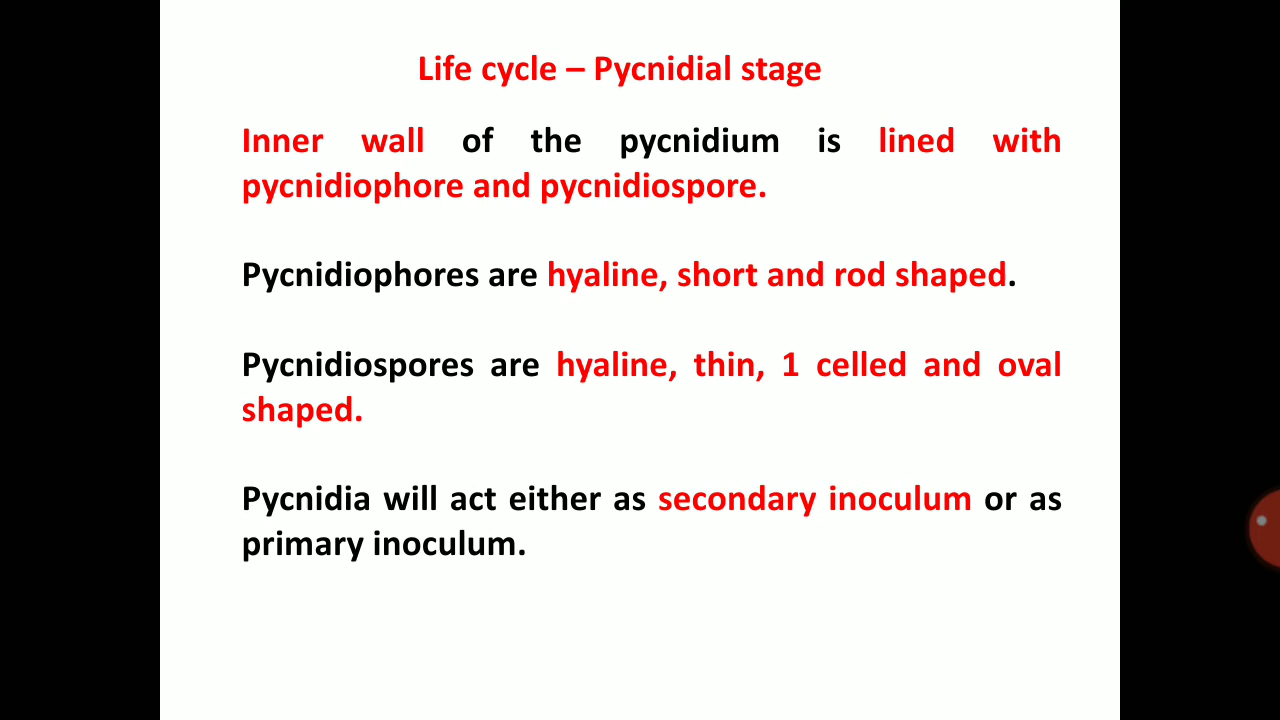 Life cycle – Pycnidial stage
Inner wall of the pycnidium is lined with
pycnidiophore and pycnidiospore.
Pycnidiophores are hyaline, short and rod shaped.
Pycnidiospores are hyaline, thin, 1 celled and oval
shaped.
Pycnidia will act either as secondary inoculum or as
primary inoculum.